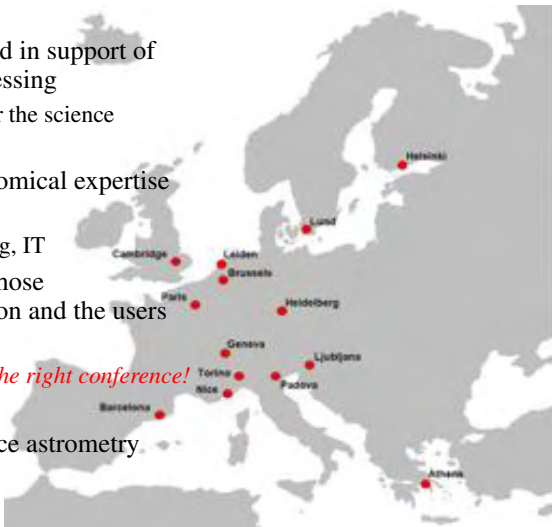 d in support of
essing
r the science
omical expertise
g, IT
hose
on and the users
he right conference!
ce astrometry
Helsinki
Lund
Cambridge
Leiden
Brussels
Paris
Heidelberg
Geneva
Ljubljana
Torino
Padova
Nice
Barcelona
Athens